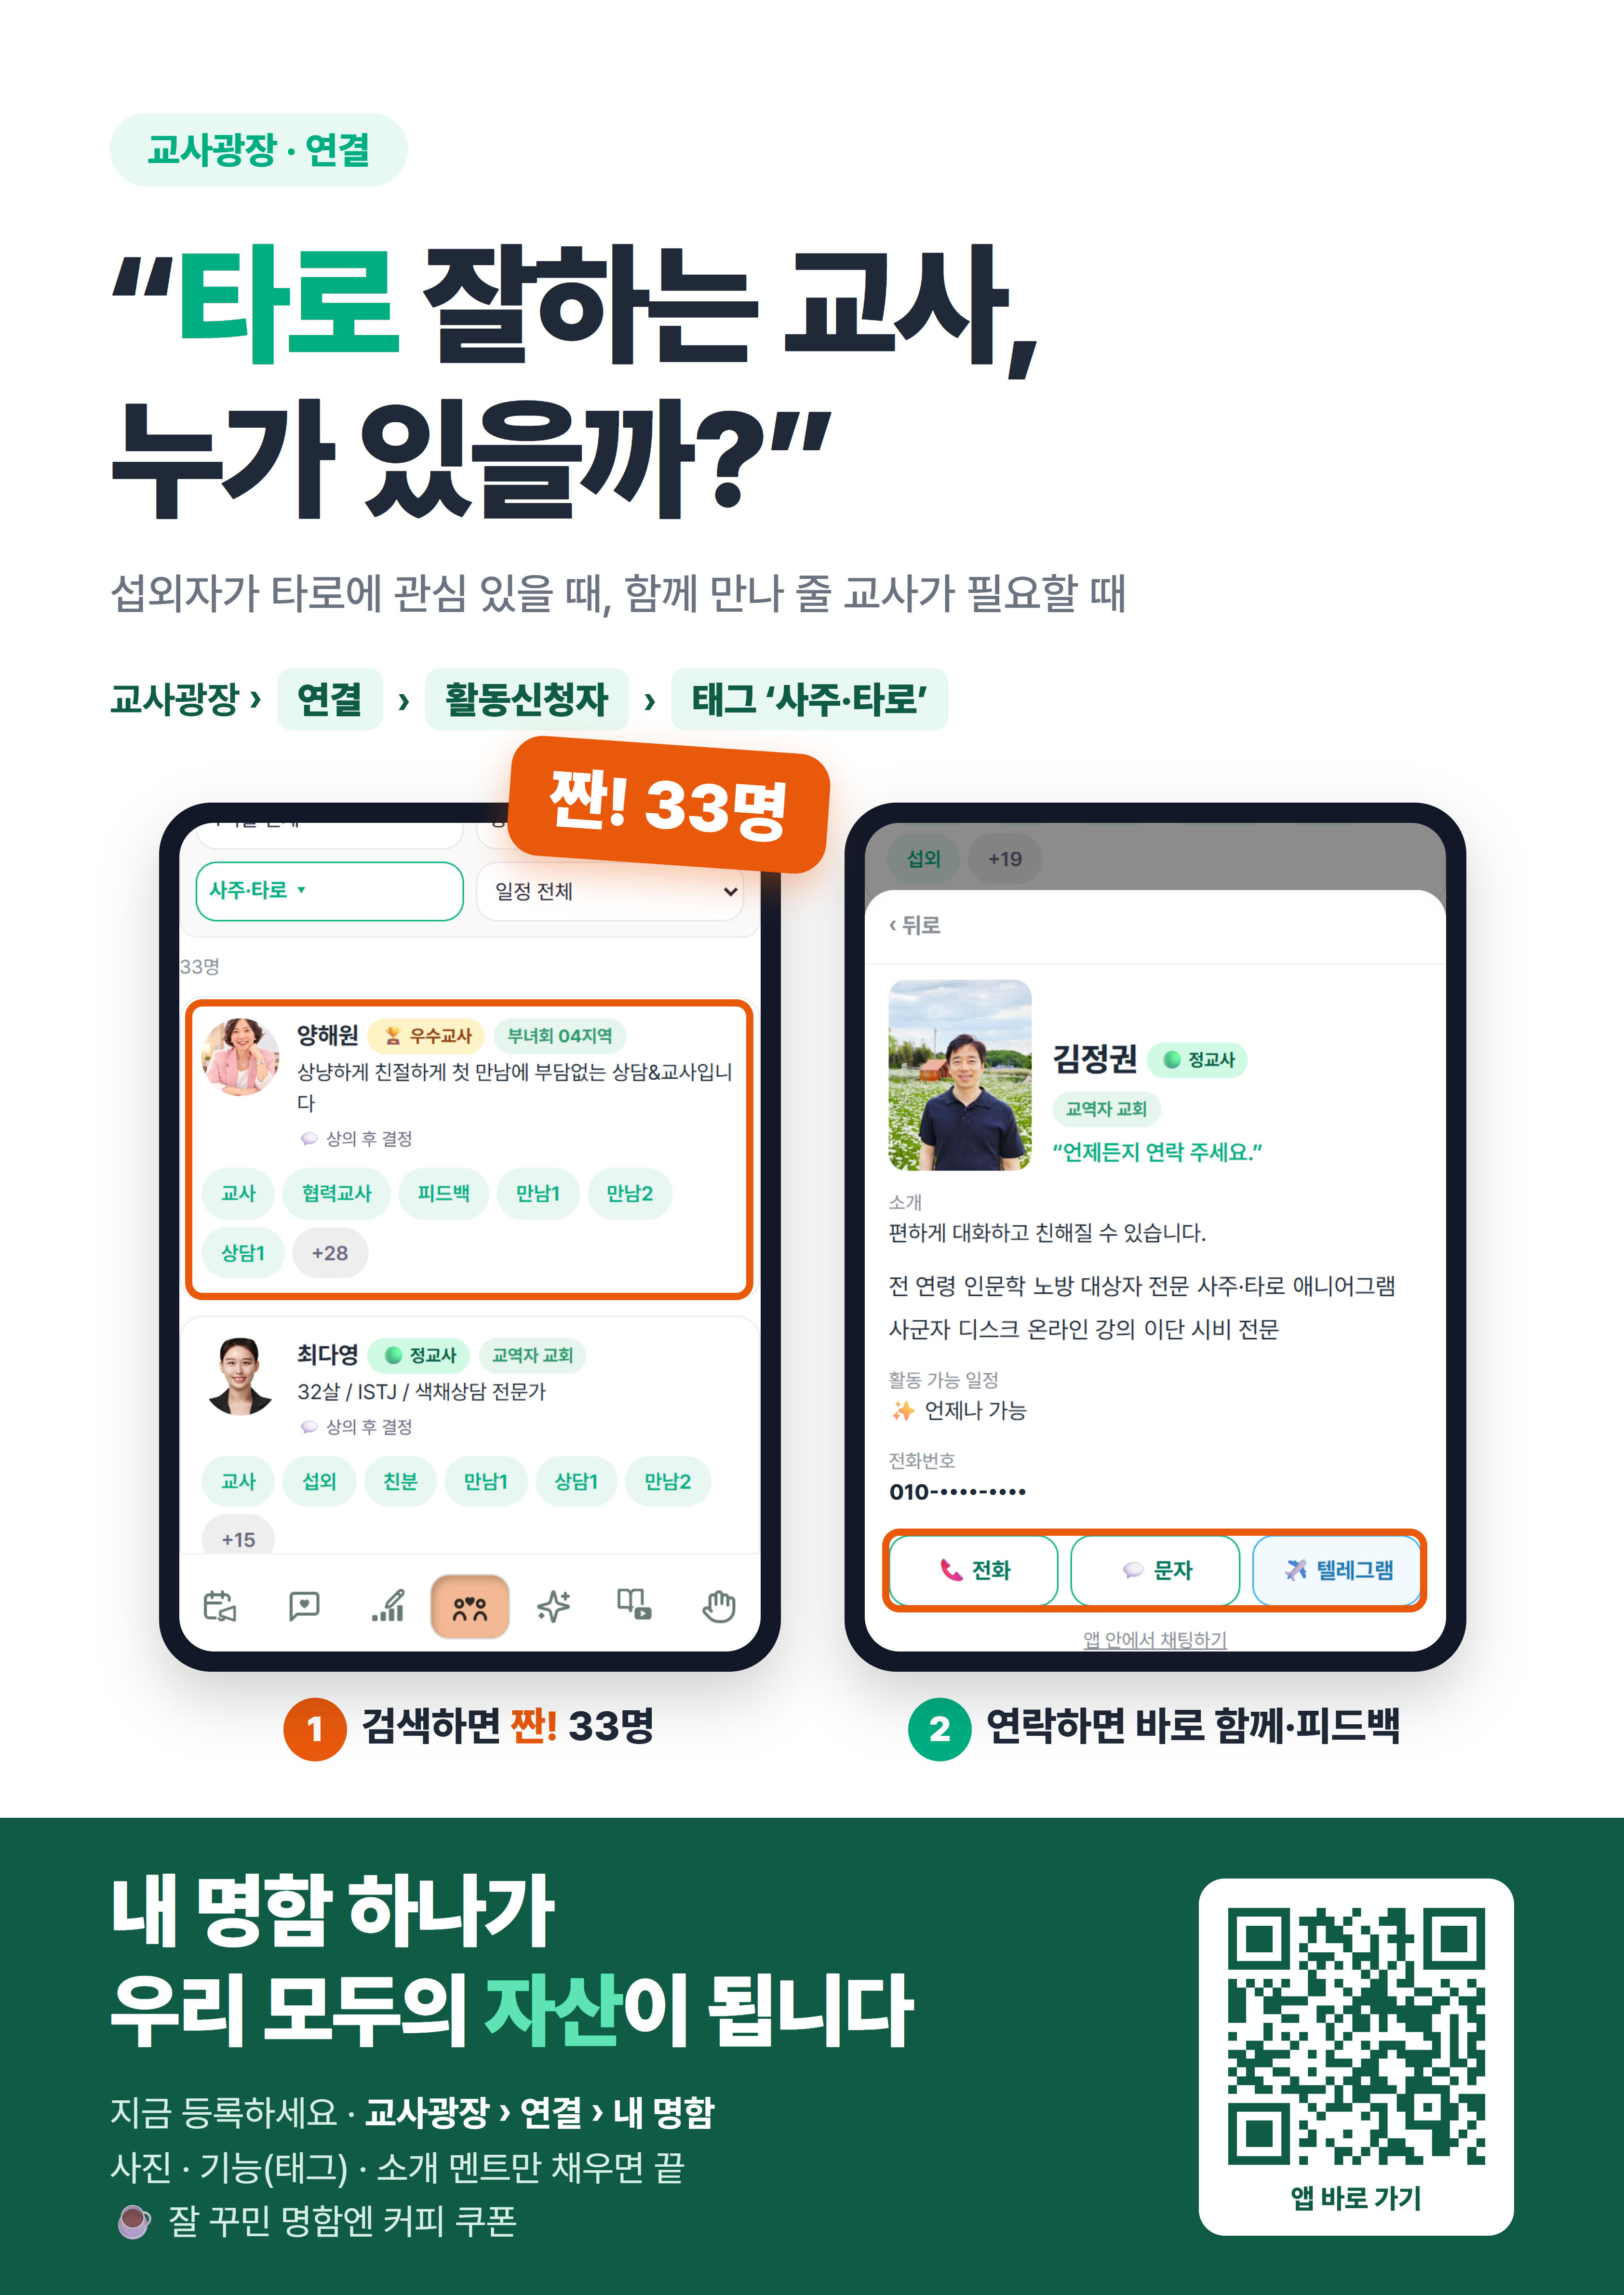 교사광장 · 연결
“타로 잘하는 교사,
누가 있을까?”
섭외자가 타로에 관심 있을 때, 함께 만나 줄 교사가 필요할 때
교사광장 › 연결 › 활동신청자 › 태그 ‘사주·타로’
짠! 33명
사주·타로 ▾
일정 전체
33명
양해원 우수교사 부녀회 04지역
상냥하게 친절하게 첫 만남에 부담없는 상담&교사입니
다
상의 후 결정
교사 협력교사 피드백 만남1 만남2
상담1 +28
최다영 정교사 교역자 교회
32살 / ISTJ / 색채상담 전문가
상의 후 결정
교사 섭외 친분 만남1 상담1 만남2
+15
섭외 +19
‹ 뒤로
김정권 정교사
교역자 교회
“언제든지 연락 주세요.”
소개
편하게 대화하고 친해질 수 있습니다.
전 연령 인문학 노방 대상자 전문 사주·타로 애니어그램
사군자 디스크 온라인 강의 이단 시비 전문
활동 가능 일정
✨ 언제나 가능
전화번호
010-••••-••••
전화 문자 텔레그램
앱 안에서 채팅하기
1 검색하면 짠! 33명
2 연락하면 바로 함께·피드백
내 명함 하나가
우리 모두의 자산이 됩니다
지금 등록하세요 · 교사광장 › 연결 › 내 명함
사진 · 기능(태그) · 소개 멘트만 채우면 끝
잘 꾸민 명함엔 커피 쿠폰
앱 바로 가기